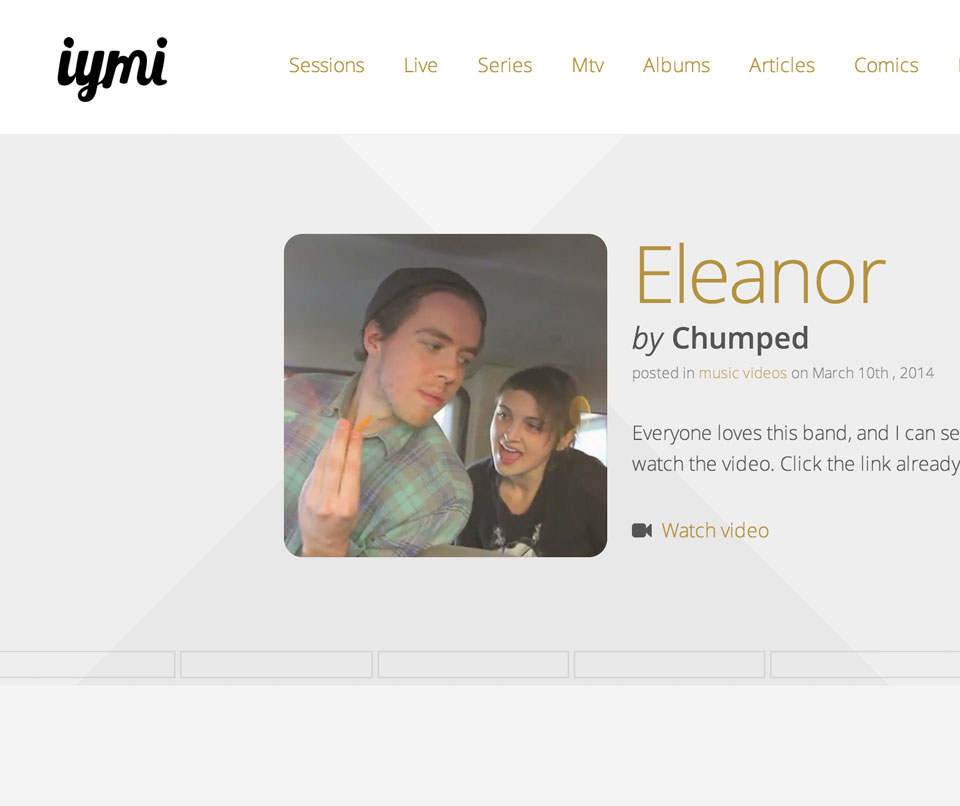 iymi
Sessions Live Series Mtv Albums Articles Comics
Eleanor
by Chumped
posted in music videos on March 10th , 2014
Everyone loves this band, and I can se
watch the video. Click the link already
Watch video